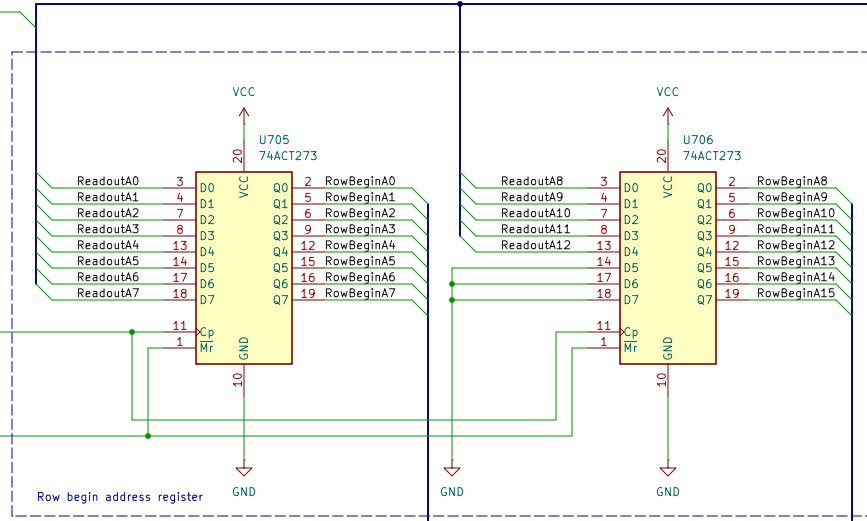 VCC
U705
74ACT273
20
VCC
ReadoutA0 3 D0 Q0 2 RowBeginA0
ReadoutA1 4 D1 Q1 5 RowBeginA1
ReadoutA2 7 D2 Q2 6 RowBeginA2
ReadoutA3 8 D3 Q3 9 RowBeginA3
ReadoutA4 13 D4 Q4 12 RowBeginA4
ReadoutA5 14 D5 Q5 15 RowBeginA5
ReadoutA6 17 D6 Q6 16 RowBeginA6
ReadoutA7 18 D7 Q7 19 RowBeginA7
11 Cp
1 Mr
GND
10
GND
VCC
U706
74ACT273
20
VCC
ReadoutA8 3 D0 Q0 2 RowBeginA8
ReadoutA9 4 D1 Q1 5 RowBeginA9
ReadoutA10 7 D2 Q2 6 RowBeginA10
ReadoutA11 8 D3 Q3 9 RowBeginA11
ReadoutA12 13 D4 Q4 12 RowBeginA12
14 D5 Q5 15 RowBeginA13
17 D6 Q6 16 RowBeginA14
18 D7 Q7 19 RowBeginA15
11 Cp
1 Mr
GND
10
GND
GND
Row begin address register